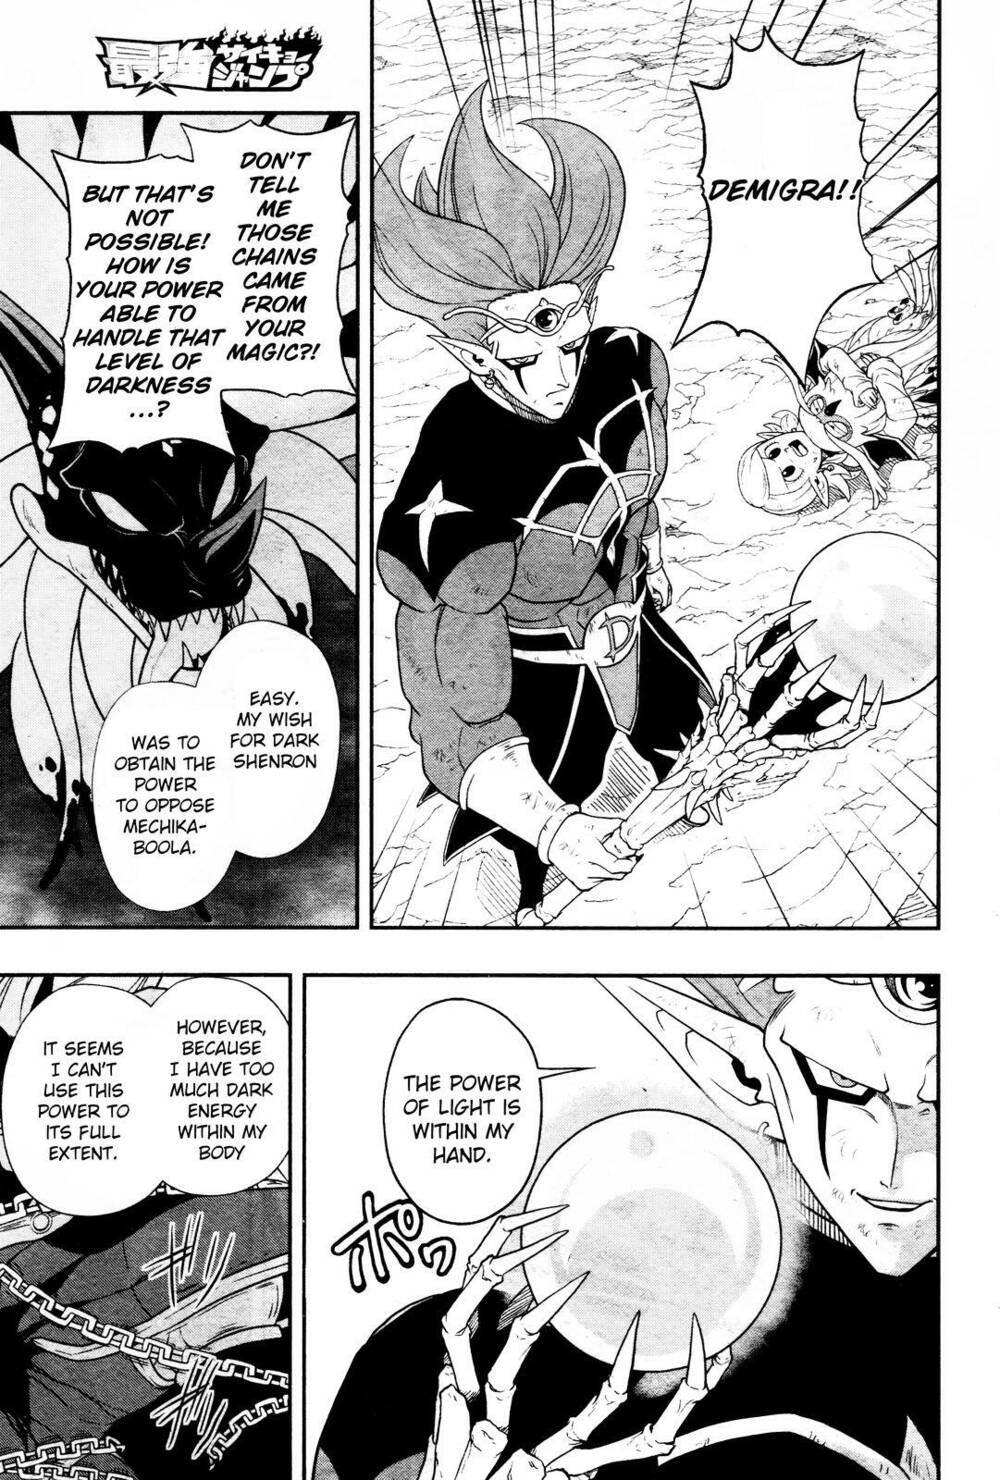 最強
サイキョー
ジャンプ
DEMIGRA!!
DON'T
TELL
ME
THOSE
CHAINS
CAME
FROM
YOUR
MAGIC?!
BUT THAT'S
NOT
POSSIBLE!
HOW IS
YOUR POWER
ABLE TO
HANDLE THAT
LEVEL OF
DARKNESS
...?
EASY.
MY WISH
FOR DARK
SHENRON
WAS TO
OBTAIN THE
POWER
TO OPPOSE
MECHIKA-
BOOLA.
THE POWER
OF LIGHT IS
WITHIN MY
HAND.
ポワ
D
HOWEVER,
BECAUSE
I HAVE TOO
MUCH DARK
ENERGY
WITHIN MY
BODY
IT SEEMS
I CAN'T
USE THIS
POWER TO
ITS FULL
EXTENT.